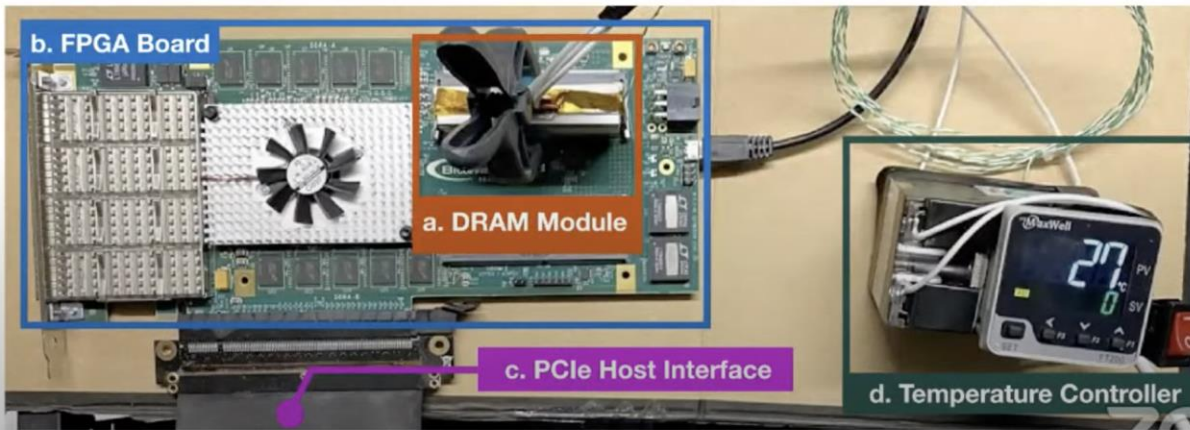 b. FPGA Board
a. DRAM Module
c. PCIe Host Interface
MaxWell
27
°C
PV
0
SV
SET
d. Temperature Controller